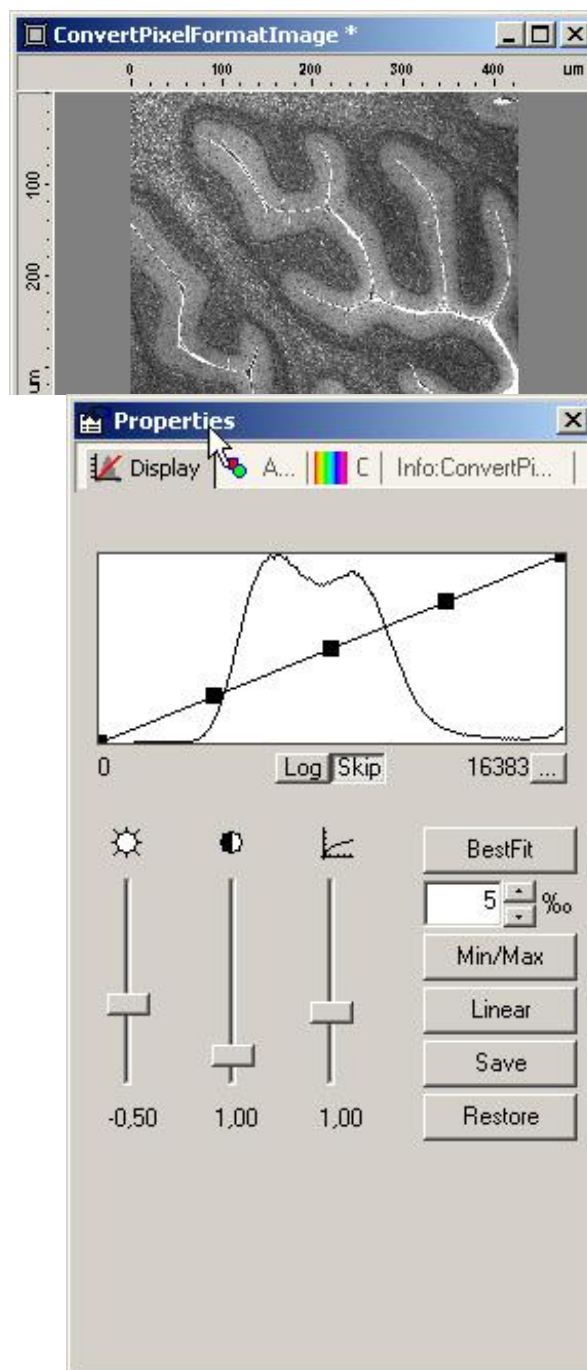 ConvertPixelFormatImage *
0 100 200 300 400 um
100
200
um
Properties
Display A... C Info:ConvertPi...
0 Log Skip 16383 ...
BestFit
5 ‰
Min/Max
Linear
Save
Restore
-0,50 1,00 1,00